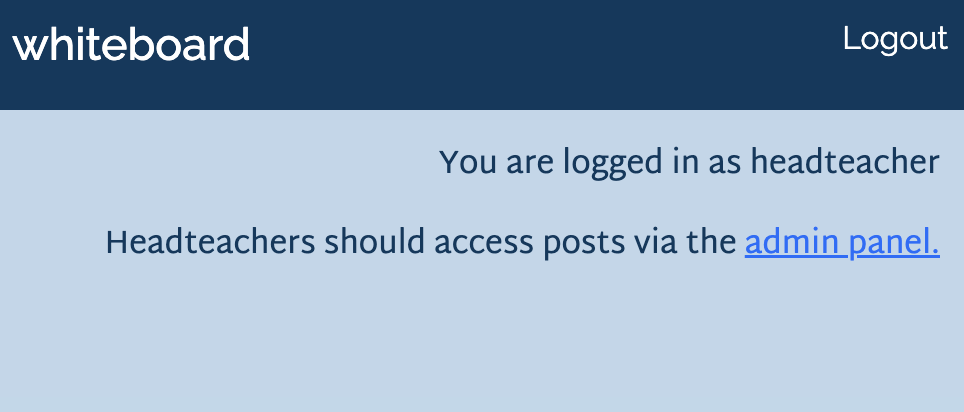 whiteboard
Logout
You are logged in as headteacher
Headteachers should access posts via the admin panel.